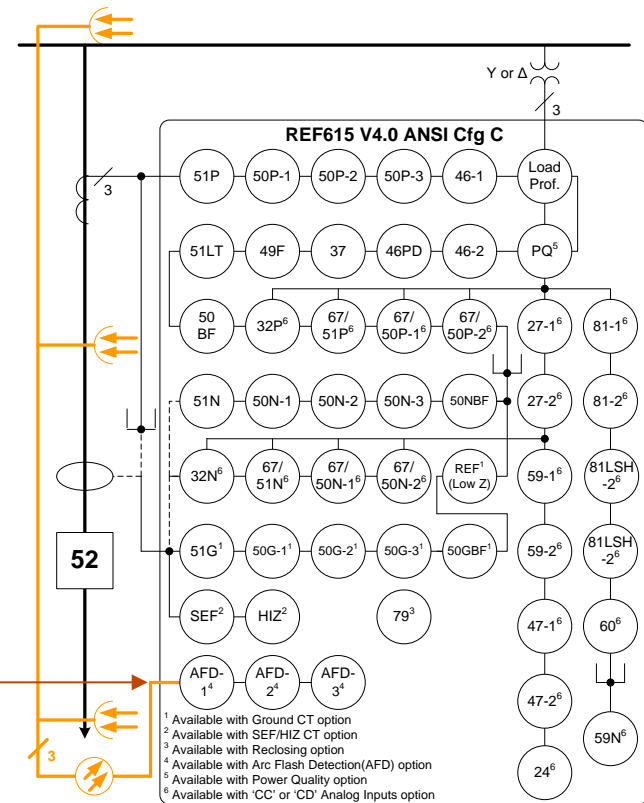 Y or Δ
3
REF615 V4.0 ANSI Cfg C
3
51P 50P-1 50P-2 50P-3 46-1 Load Prof.
51LT 49F 37 46PD 46-2 PQ⁵
50 BF 32P⁶ 67/ 51P⁶ 67/ 50P-1⁶ 67/ 50P-2⁶ 27-1⁶ 81-1⁶
51N 50N-1 50N-2 50N-3 50NBF 27-2⁶ 81-2⁶
32N⁶ 67/ 51N⁶ 67/ 50N-1⁶ 67/ 50N-2⁶ REF¹ (Low Z) 59-1⁶ 81LSH -2⁶
52
51G¹ 50G-1¹ 50G-2¹ 50G-3¹ 50GBF¹ 59-2⁶ 81LSH -2⁶
SEF² HIZ² 79³ 47-1⁶ 60⁶
AFD- 1⁴ AFD- 2⁴ AFD- 3⁴ 47-2⁶
59N⁶
24⁶
3
¹ Available with Ground CT option
² Available with SEF/HIZ CT option
³ Available with Reclosing option
⁴ Available with Arc Flash Detection(AFD) option
⁵ Available with Power Quality option
⁶ Available with 'CC' or 'CD' Analog Inputs option